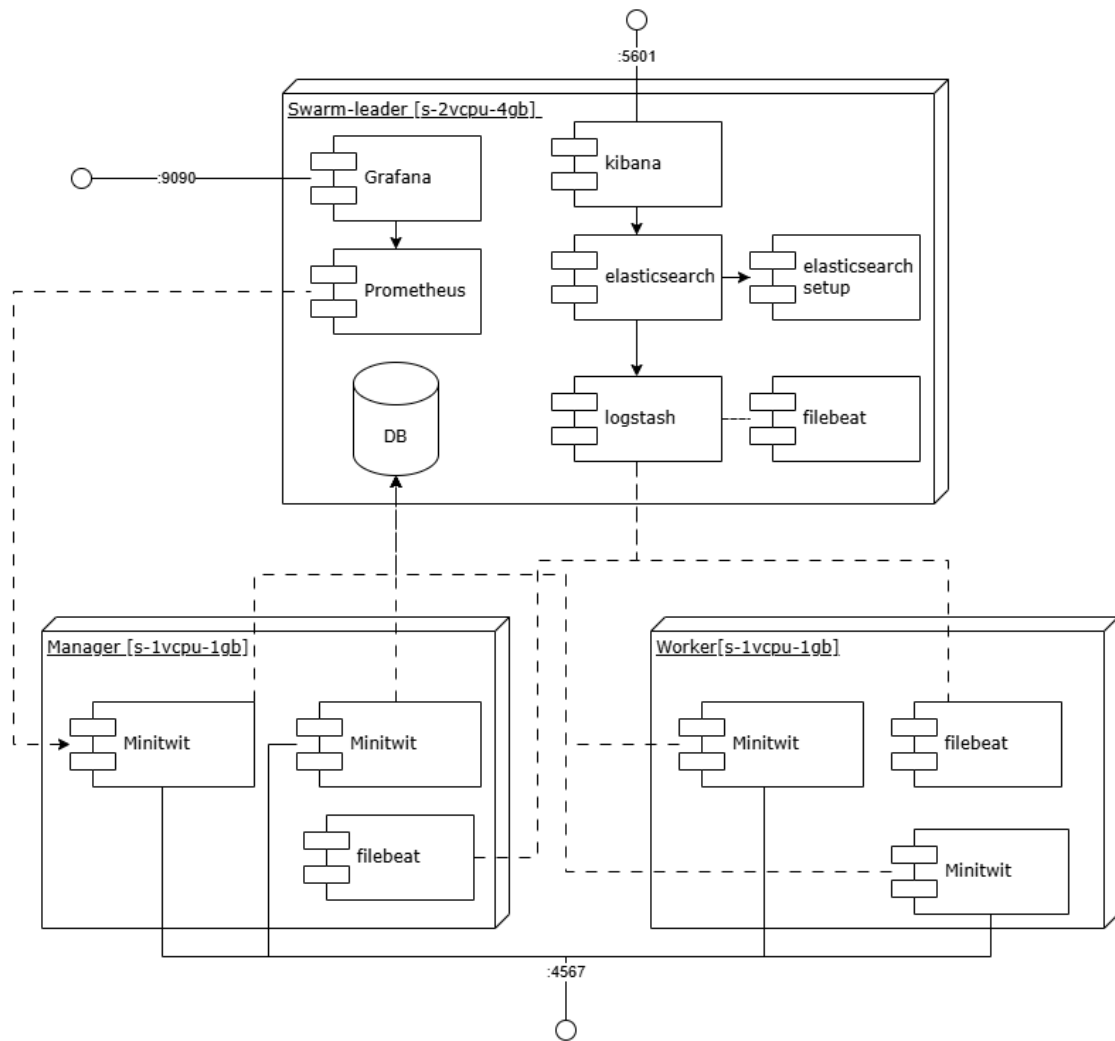 :5601
Swarm-leader [s-2vcpu-4gb]
Grafana
kibana
:9090
Prometheus
elasticsearch
elasticsearch
setup
DB
logstash
filebeat
Manager [s-1vcpu-1gb]
Minitwit
Minitwit
filebeat
Worker[s-1vcpu-1gb]
Minitwit
filebeat
Minitwit
:4567